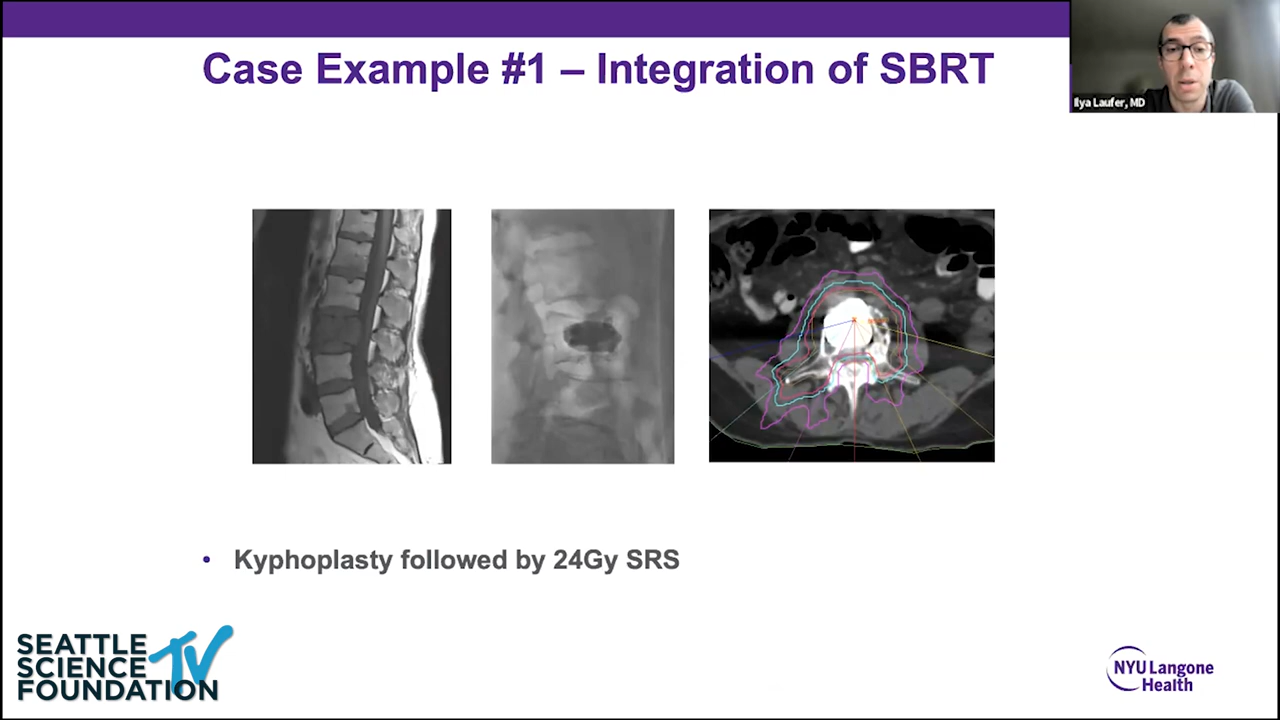 Case Example #1 – Integration of SBRT
Ilya Laufer, MD
• Kyphoplasty followed by 24Gy SRS
SEATTLE
SCIENCE TV
FOUNDATION
NYU Langone
Health